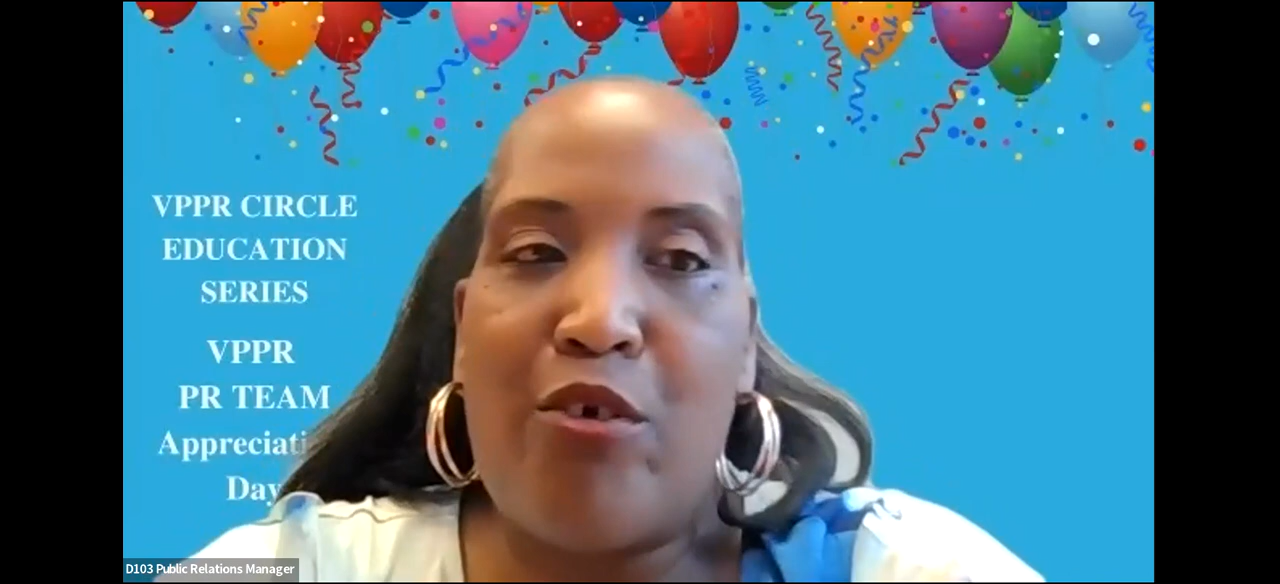 VPPR CIRCLE
EDUCATION
SERIES
VPPR
PR TEAM
Appreciati
Day
D103 Public Relations Manager